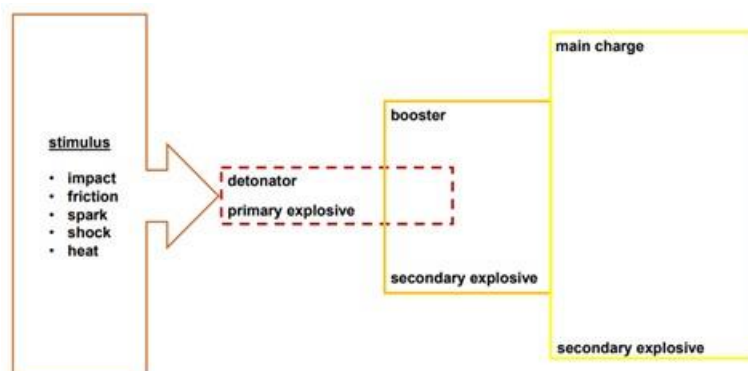 stimulus
• impact
• friction
• spark
• shock
• heat
detonator
primary explosive
booster
secondary explosive
main charge
secondary explosive